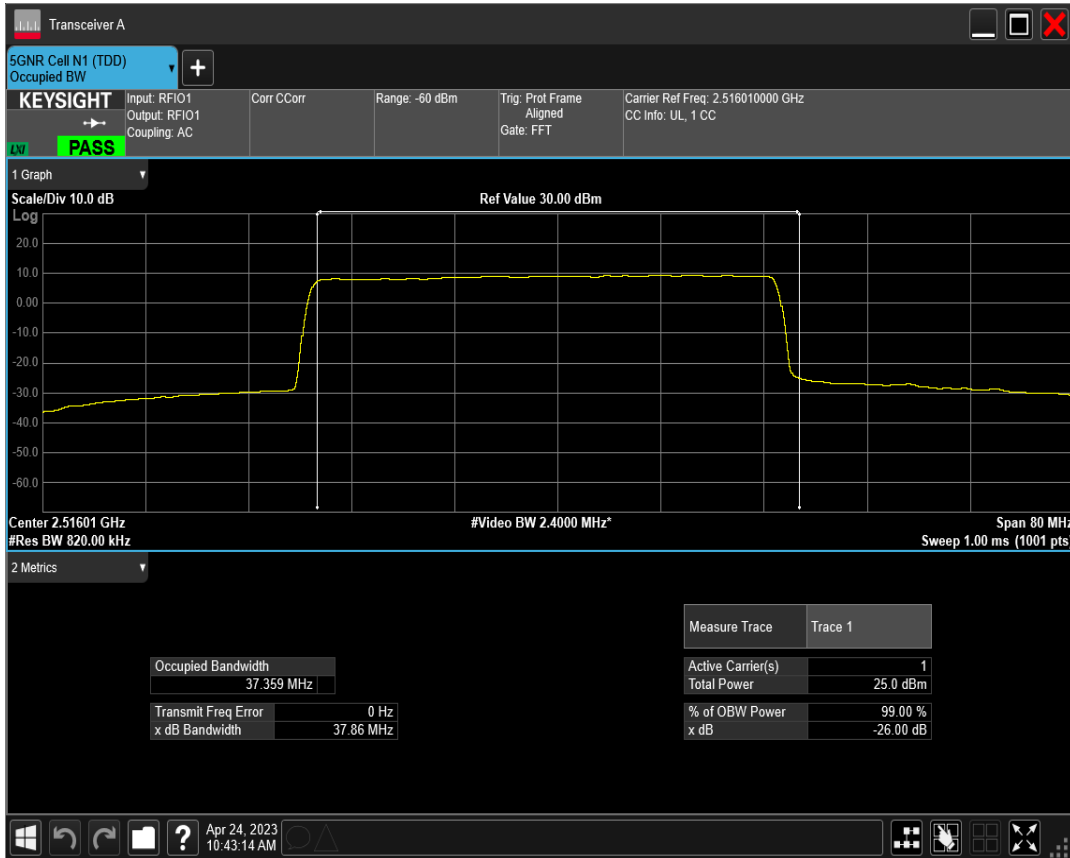 Transceiver A
5GNR Cell N1 (TDD)
Occupied BW
+
KEYSIGHT
LXI
PASS
Input: RFIO1
Output: RFIO1
Coupling: AC
Corr CCorr
Range: -60 dBm
Trig: Prot Frame
Aligned
Gate: FFT
Carrier Ref Freq: 2.516010000 GHz
CC Info: UL, 1 CC
1 Graph
Scale/Div 10.0 dB
Ref Value 30.00 dBm
Log
20.0
10.0
0.00
-10.0
-20.0
-30.0
-40.0
-50.0
-60.0
Center 2.51601 GHz
#Video BW 2.4000 MHz*
Span 80 MHz
#Res BW 820.00 kHz
Sweep 1.00 ms (1001 pts)
2 Metrics
Measure Trace Trace 1
Occupied Bandwidth
37.359 MHz
Active Carrier(s) 1
Total Power 25.0 dBm
Transmit Freq Error 0 Hz
x dB Bandwidth 37.86 MHz
% of OBW Power 99.00 %
x dB -26.00 dB
?
Apr 24, 2023
10:43:14 AM